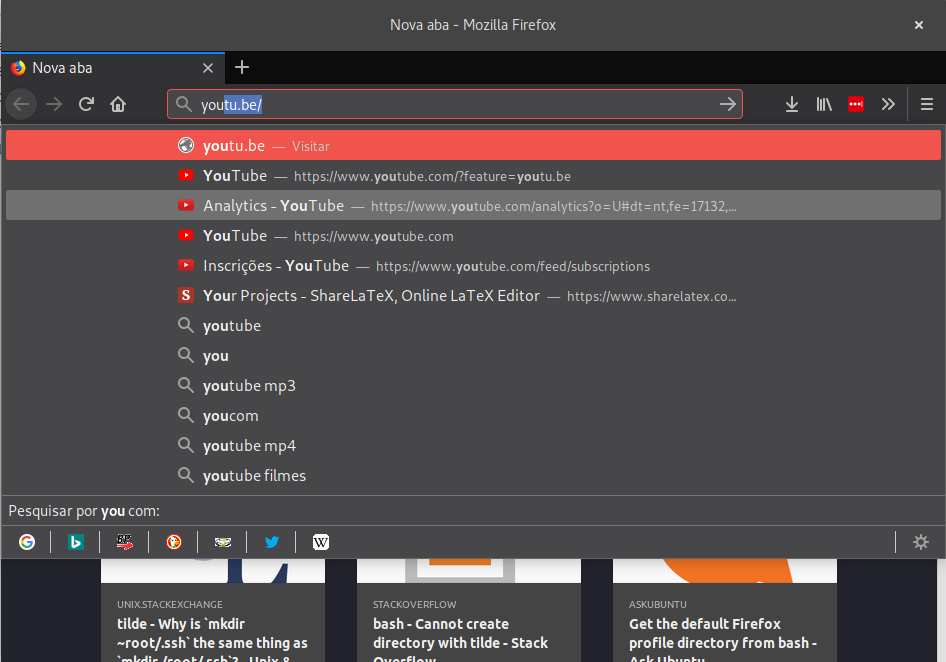 Nova aba - Mozilla Firefox
Nova aba
youtu.be/
youtu.be — Visitar
YouTube — https://www.youtube.com/?feature=youtu.be
Analytics - YouTube — https://www.youtube.com/analytics?o=U#dt=nt,fe=17132,...
YouTube — https://www.youtube.com
Inscrições - YouTube — https://www.youtube.com/feed/subscriptions
S Your Projects - ShareLaTeX, Online LaTeX Editor — https://www.sharelatex.co...
youtube
you
youtube mp3
youcom
youtube mp4
youtube filmes
Pesquisar por you com:
G b W
UNIX.STACKEXCHANGE
tilde - Why is `mkdir
~root/.ssh` the same thing as
`mkdir /root/.ssh`? - Unix &
STACKOVERFLOW
bash - Cannot create
directory with tilde - Stack
Overflow
ASKUBUNTU
Get the default Firefox
profile directory from bash -
Ask Ubuntu